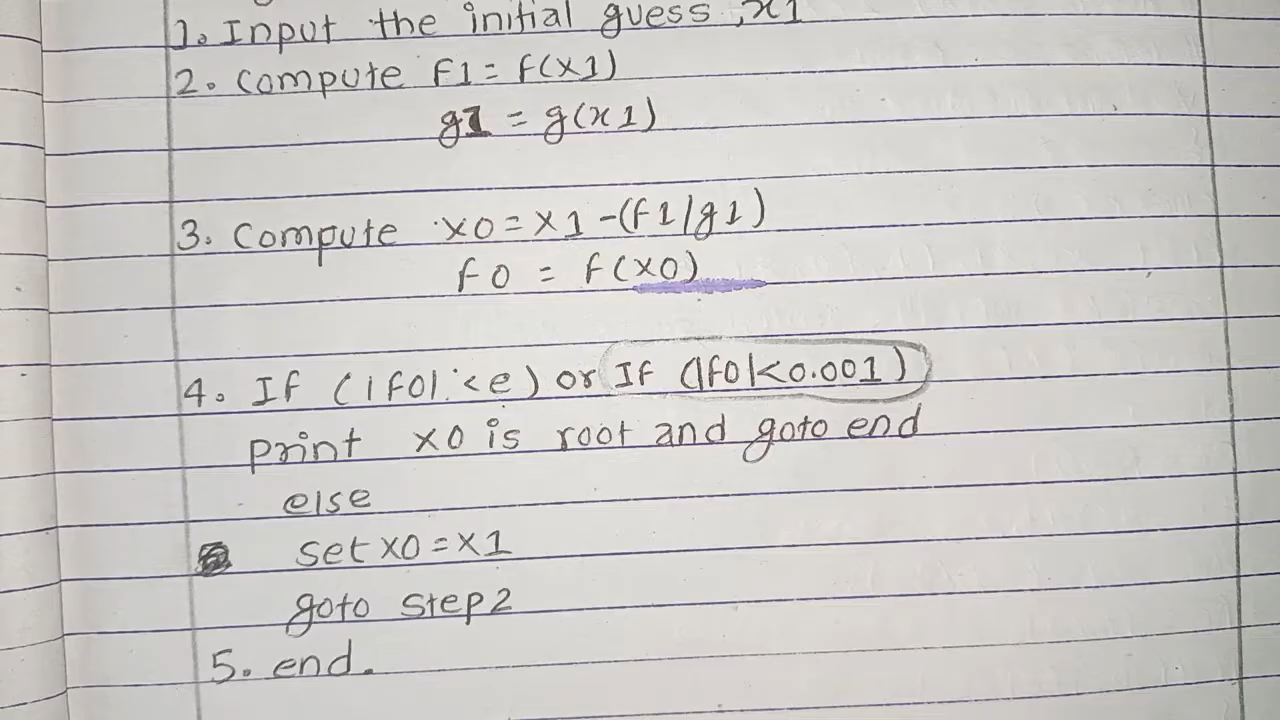 1. Input the initial guess, x1
2. compute F1 = f(x1)
g1 = g(x1)
3. compute x0 = x1 - (f1/g1)
f0 = f(x0)
4. If (|f0| < e) or If (|f0| < 0.001)
print x0 is root and goto end
else
set x0 = x1
goto step 2
5. end.